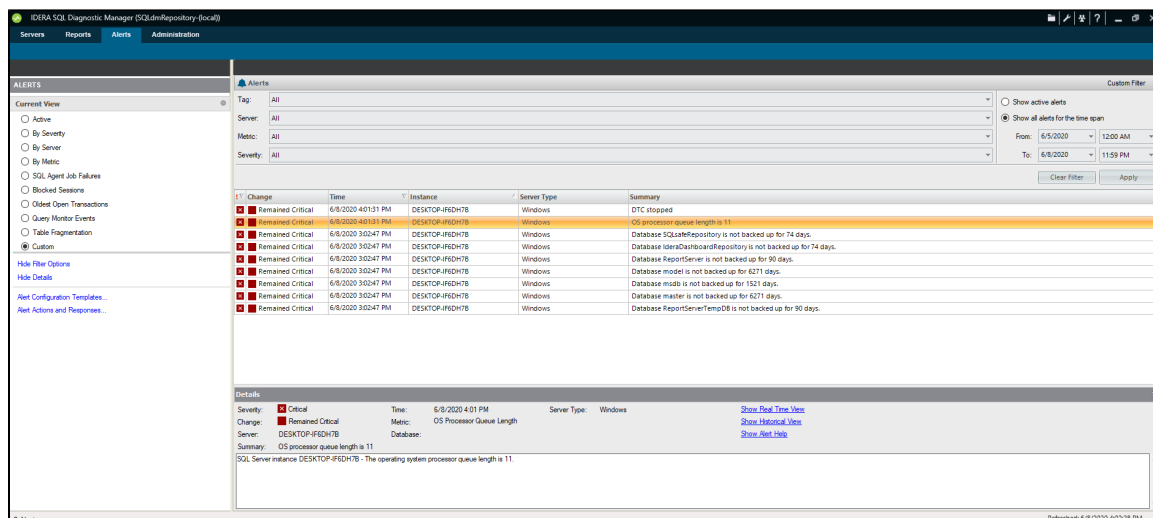 IDERA SQL Diagnostic Manager (SQLdmRepository-(local))
Servers Reports Alerts Administration
ALERTS
Current View
Active
By Severity
By Server
By Metric
SQL Agent Job Failures
Blocked Sessions
Oldest Open Transactions
Query Monitor Events
Table Fragmentation
Custom
Hide Filter Options
Hide Details
Alert Configuration Templates...
Alert Actions and Responses...
Alerts Custom Filter
Tag: All
Server: All
Metric: All
Severity: All
Show active alerts
Show all alerts for the time span
From: 6/5/2020 12:00 AM
To: 6/8/2020 11:59 PM
Clear Filter Apply
! Change Time Instance Server Type Summary
Remained Critical 6/8/2020 4:01:31 PM DESKTOP-IF6DH7B Windows DTC stopped
Remained Critical 6/8/2020 4:01:31 PM DESKTOP-IF6DH7B Windows OS processor queue length is 11
Remained Critical 6/8/2020 3:02:47 PM DESKTOP-IF6DH7B Windows Database SQLsafeRepository is not backed up for 74 days.
Remained Critical 6/8/2020 3:02:47 PM DESKTOP-IF6DH7B Windows Database IderaDashboardRepository is not backed up for 74 days.
Remained Critical 6/8/2020 3:02:47 PM DESKTOP-IF6DH7B Windows Database ReportServer is not backed up for 90 days.
Remained Critical 6/8/2020 3:02:47 PM DESKTOP-IF6DH7B Windows Database model is not backed up for 6271 days.
Remained Critical 6/8/2020 3:02:47 PM DESKTOP-IF6DH7B Windows Database msdb is not backed up for 1521 days.
Remained Critical 6/8/2020 3:02:47 PM DESKTOP-IF6DH7B Windows Database master is not backed up for 6271 days.
Remained Critical 6/8/2020 3:02:47 PM DESKTOP-IF6DH7B Windows Database ReportServerTempDB is not backed up for 90 days.
Details
Severity: Critical Time: 6/8/2020 4:01 PM Server Type: Windows Show Real Time View
Change: Remained Critical Metric: OS Processor Queue Length Show Historical View
Server: DESKTOP-IF6DH7B Database: Show Alert Help
Summary: OS processor queue length is 11
SQL Server instance DESKTOP-IF6DH7B - The operating system processor queue length is 11.